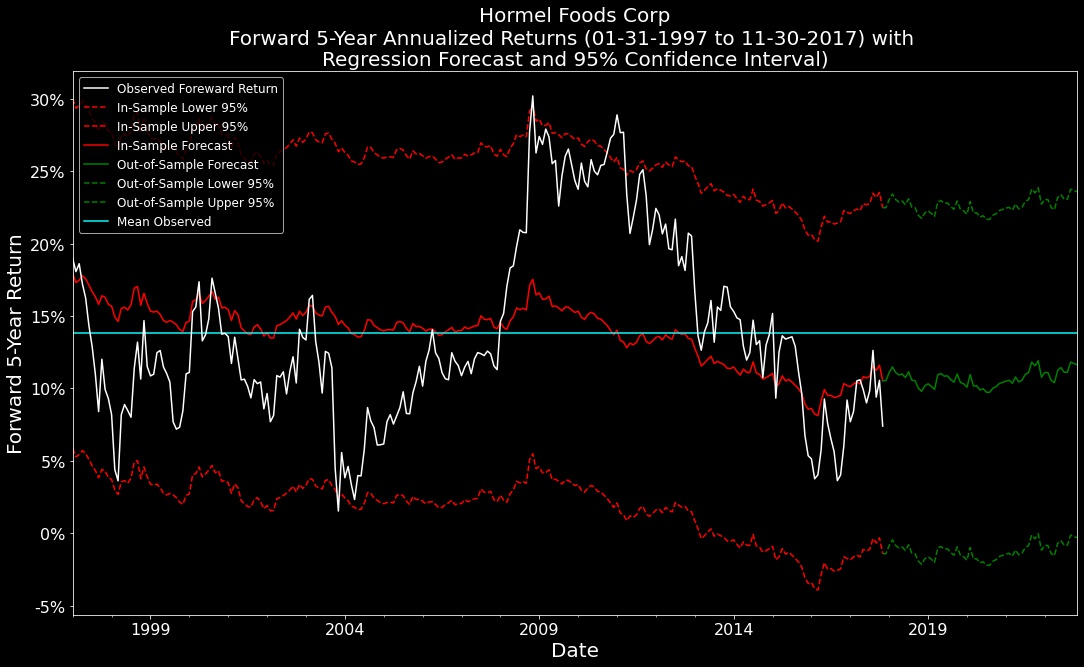 Hormel Foods Corp
Forward 5-Year Annualized Returns (01-31-1997 to 11-30-2017) with
Regression Forecast and 95% Confidence Interval)
Observed Foreward Return
In-Sample Lower 95%
In-Sample Upper 95%
In-Sample Forecast
Out-of-Sample Forecast
Out-of-Sample Lower 95%
Out-of-Sample Upper 95%
Mean Observed
Forward 5-Year Return
30%
25%
20%
15%
10%
5%
0%
-5%
1999
2004
2009
2014
2019
Date